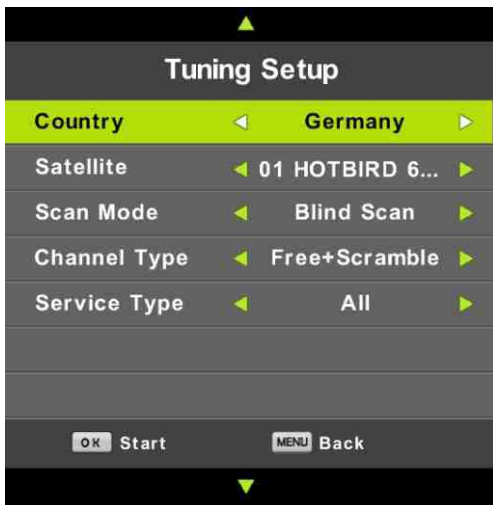 Tuning Setup
Country Germany
Satellite 01 HOTBIRD 6...
Scan Mode Blind Scan
Channel Type Free+Scramble
Service Type All
OK Start MENU Back